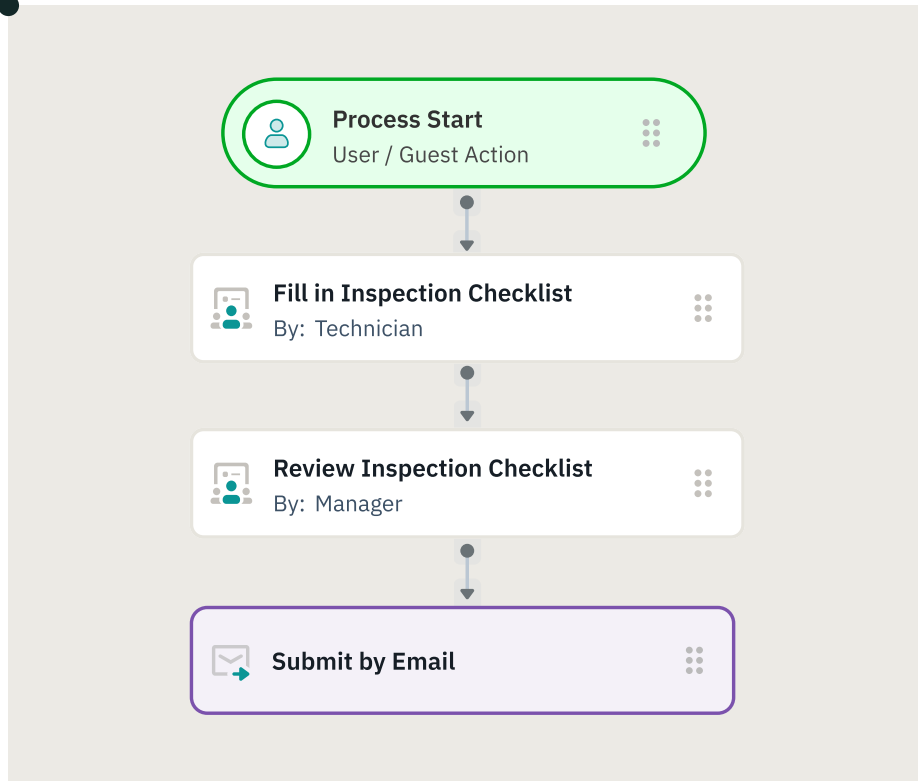 Process Start
User / Guest Action
Fill in Inspection Checklist
By: Technician
Review Inspection Checklist
By: Manager
Submit by Email